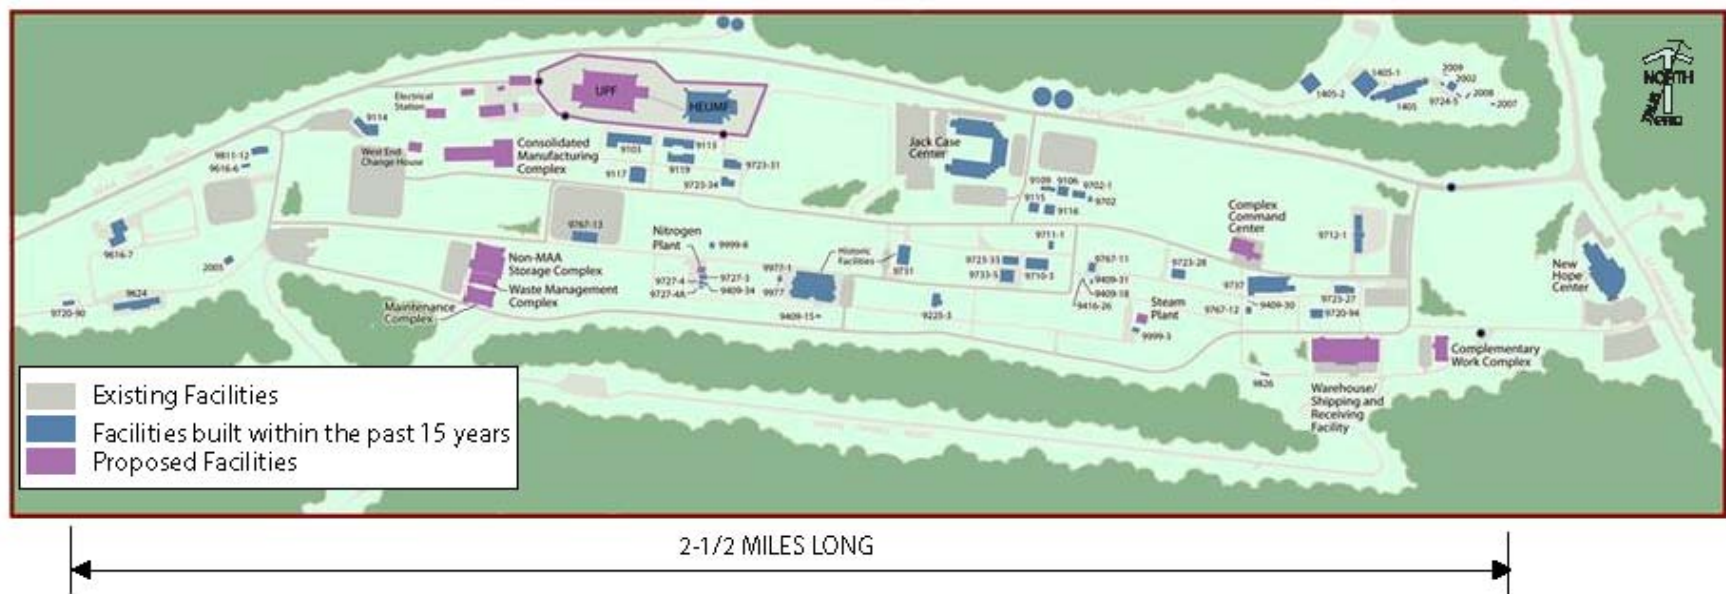 UPF
HEUMF
Electrical
Station
9114
West End
Change House
Consolidated
Manufacturing
Complex
9103
9113
9117
9119
9723-31
9723-34
9811-12
9616-6
9616-7
2005
9624
9720-90
9767-13
Non-MAA
Storage Complex
Waste Management
Complex
Maintenance
Complex
Nitrogen
Plant
9999-8
9727-4
9727-3
9727-4A
9409-34
9977-1
9977
Historic
Facilities
9409-15
9731
9225-3
Jack Case
Center
9109
9106
9702-1
9702
9115
9116
9711-1
9723-33
9733-5
9710-3
9767-11
9409-31
9409-18
9416-26
9723-28
Steam
Plant
9999-3
Complex
Command
Center
9712-1
9737
9409-30
9767-12
9723-27
9720-94
9826
Warehouse/
Shipping and
Receiving
Facility
Complementary
Work Complex
New
Hope
Center
1405-2
1405-1
1405
2009
2002
9724-5
2008
2007
NORTH
Existing Facilities
Facilities built within the past 15 years
Proposed Facilities
2-1/2 MILES LONG